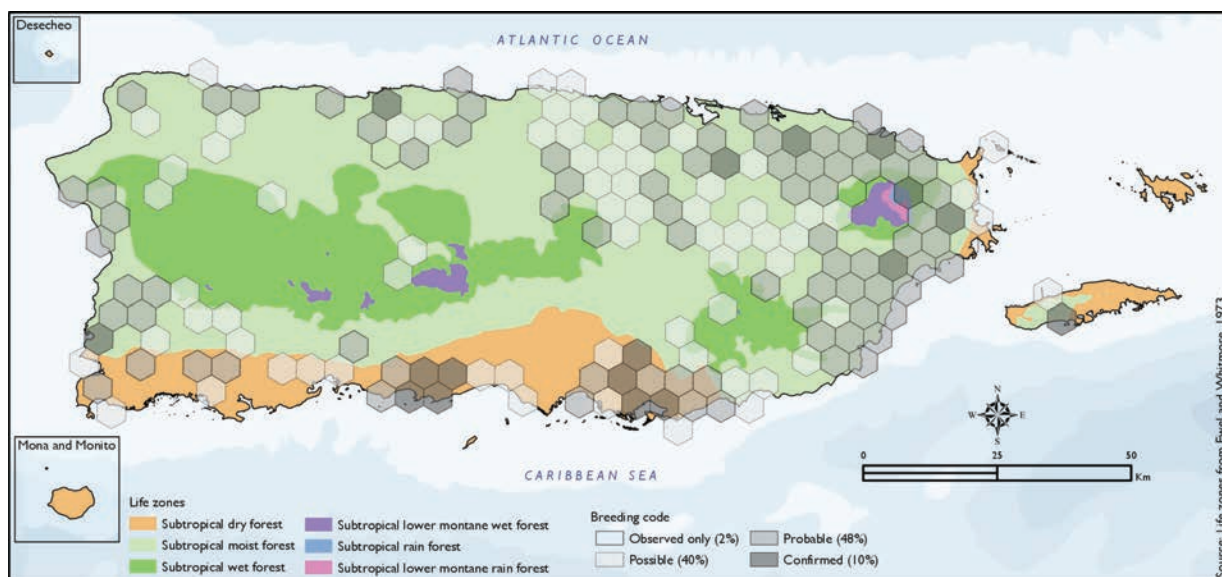 Desecheo
ATLANTIC OCEAN
Mona and Monito
CARIBBEAN SEA
N
W E
S
0 25 50
Km
Life zones
Subtropical dry forest
Subtropical moist forest
Subtropical wet forest
Subtropical lower montane wet forest
Subtropical rain forest
Subtropical lower montane rain forest
Breeding code
Observed only (2%)
Possible (40%)
Probable (48%)
Confirmed (10%)
Source: Life zones from Ewel and Whitmore, 1973